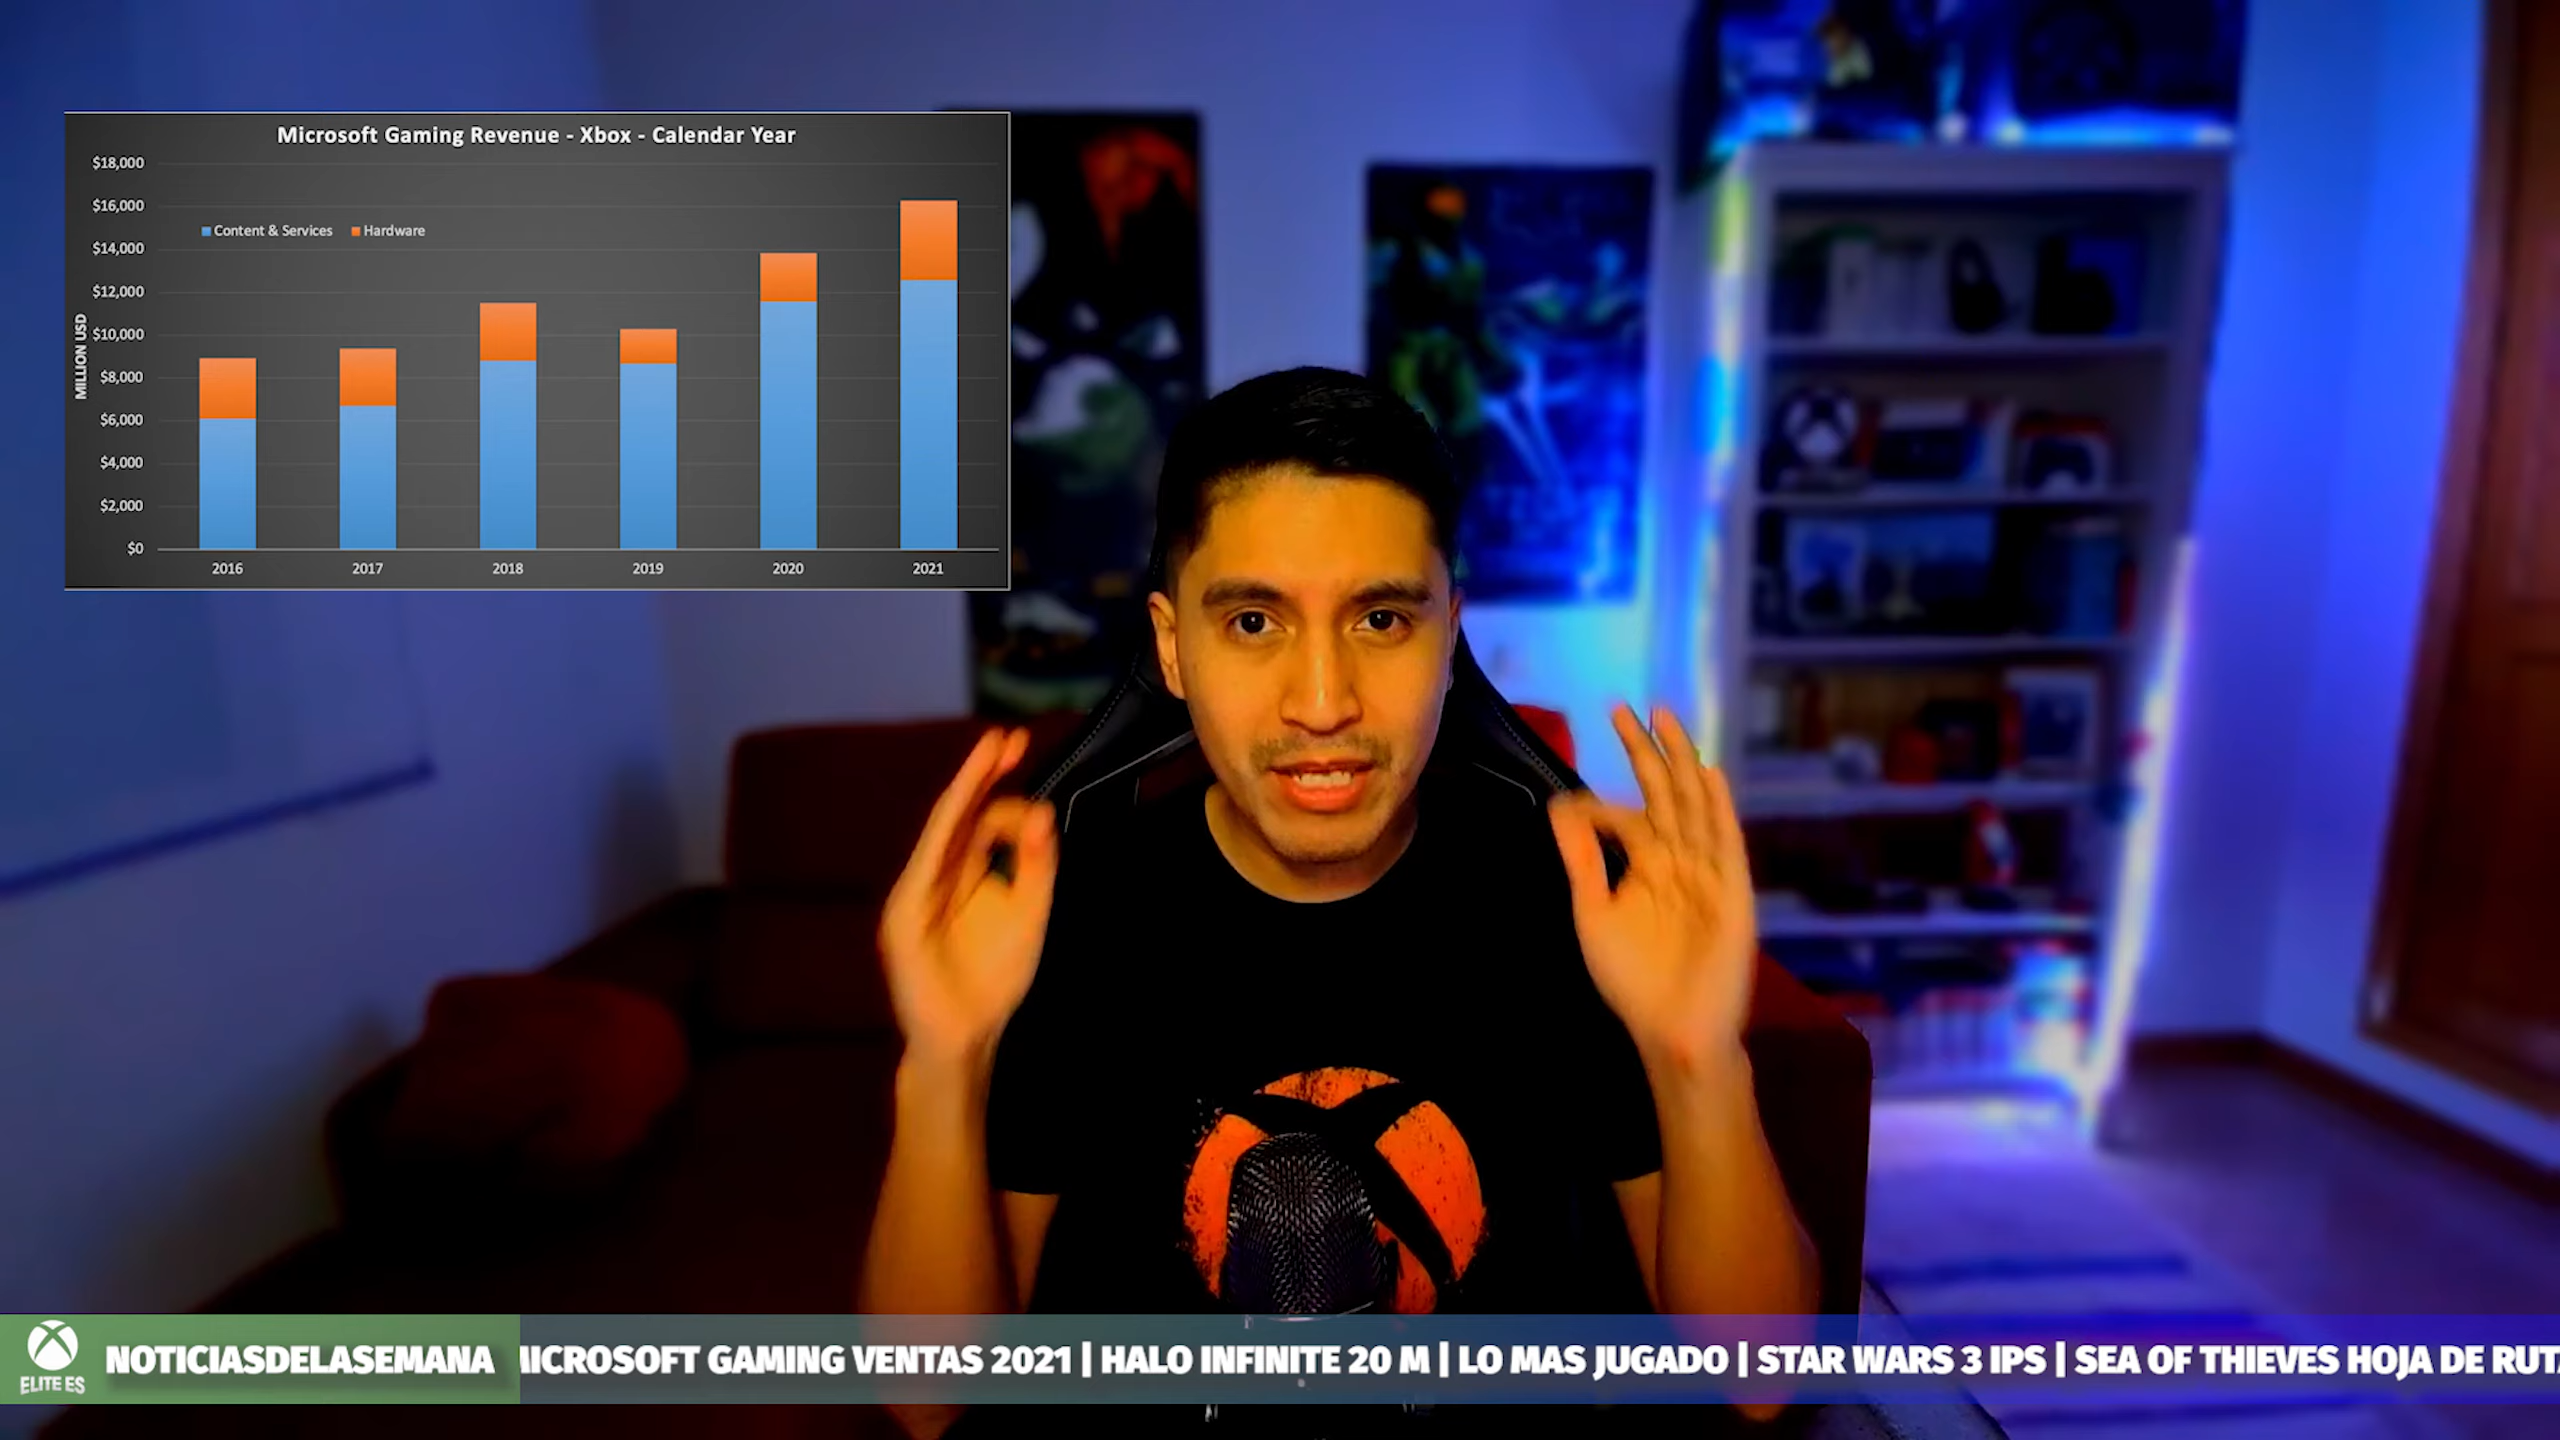 Microsoft Gaming Revenue - Xbox - Calendar Year
$18,000
$16,000
Content & Services Hardware
$14,000
$12,000
MILLION USD
$10,000
$8,000
$6,000
$4,000
$2,000
$0
2016 2017 2018 2019 2020 2021
ELITE ES
NOTICIASDELASEMANA
MICROSOFT GAMING VENTAS 2021 | HALO INFINITE 20 M | LO MAS JUGADO | STAR WARS 3 IPS | SEA OF THIEVES HOJA DE RUTA